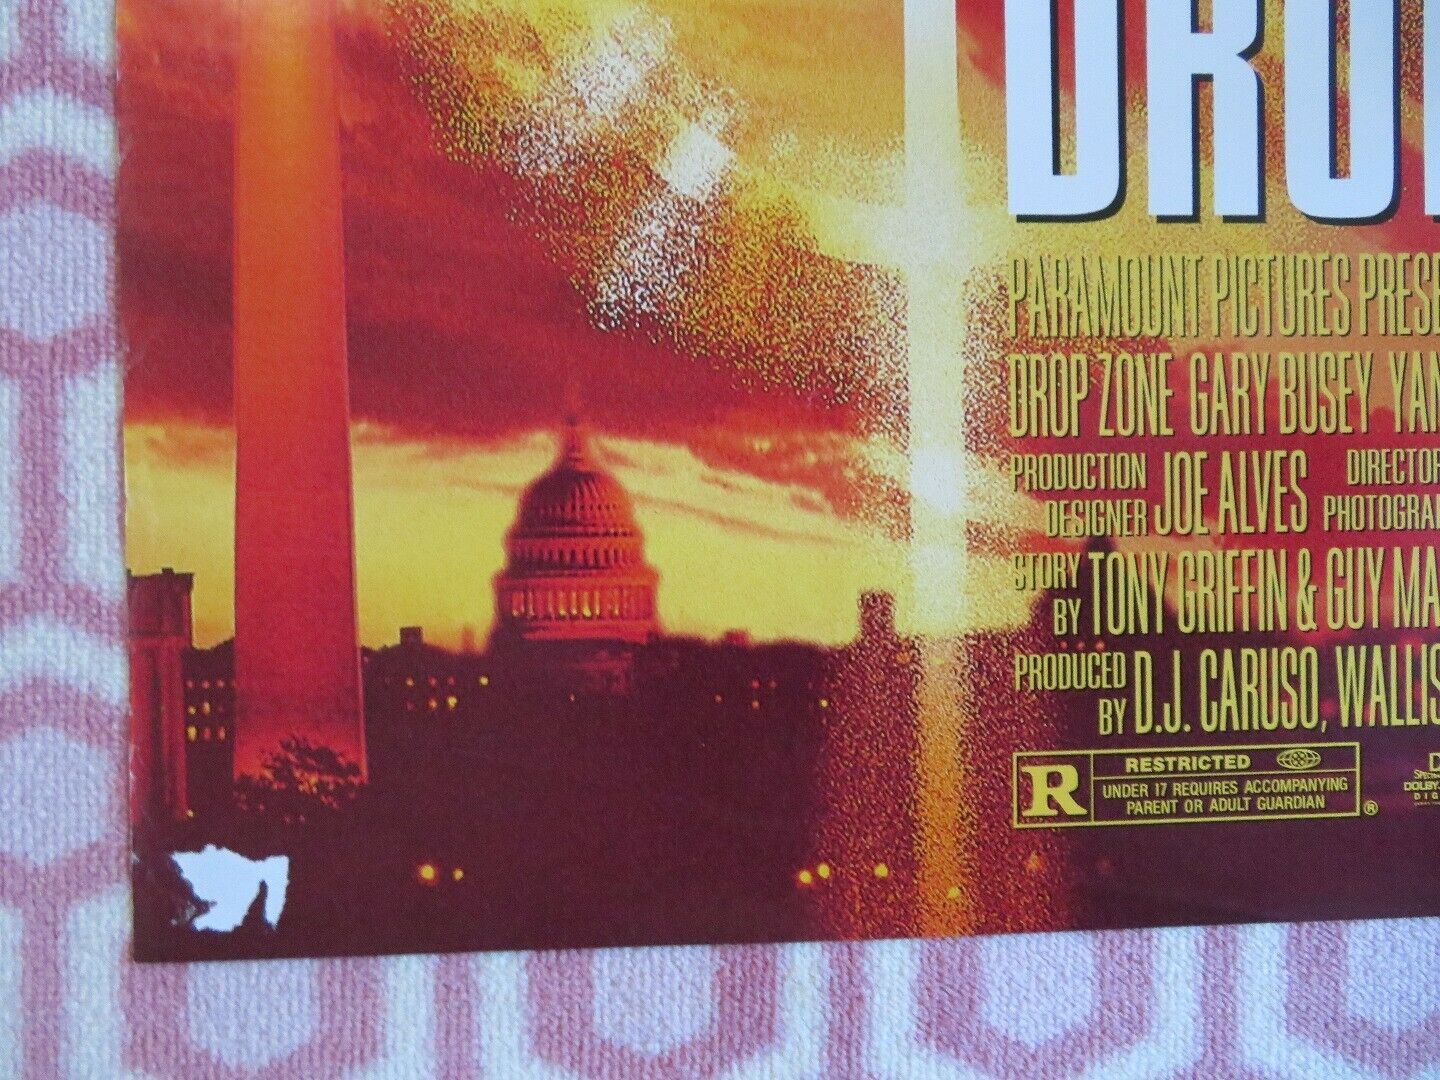 DRO
PARAMOUNT PICTURES PRESE
DROP ZONE GARY BUSEY YAN
PRODUCTION DESIGNER JOE ALVES DIRECTOR PHOTOGRA
STORY BY TONY GRIFFIN & GUY MA
PRODUCED BY D.J. CARUSO, WALLIS
R RESTRICTED ®
UNDER 17 REQUIRES ACCOMPANYING
PARENT OR ADULT GUARDIAN